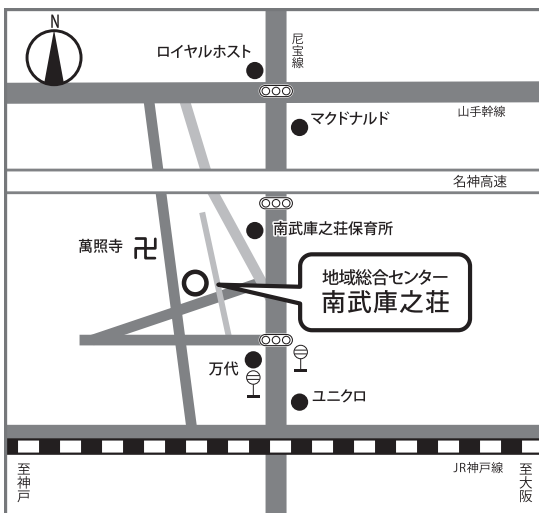 N
ロイヤルホスト
尼宝線
マクドナルド
山手幹線
名神高速
南武庫之荘保育所
萬照寺
卍
地域総合センター
南武庫之荘
万代
ユニクロ
JR神戸線
至神戸
至大阪